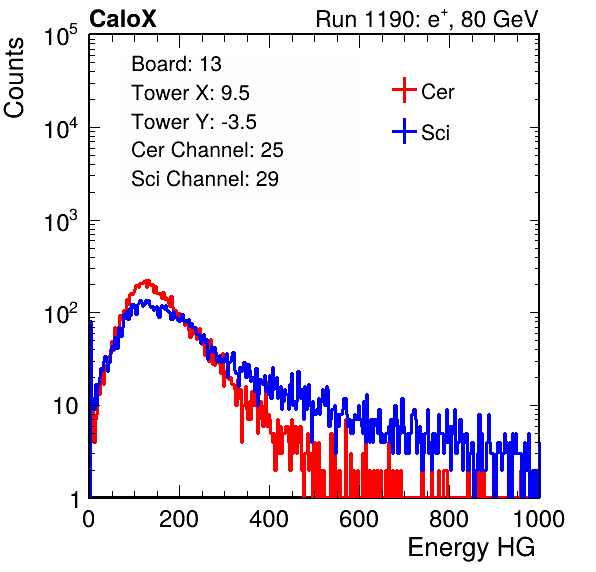 CaloX Run 1190: e⁺, 80 GeV
Counts
10⁵
10⁴
10³
10²
10
1
Board: 13
Tower X: 9.5
Tower Y: -3.5
Cer Channel: 25
Sci Channel: 29
Cer
Sci
0 200 400 600 800 1000
Energy HG